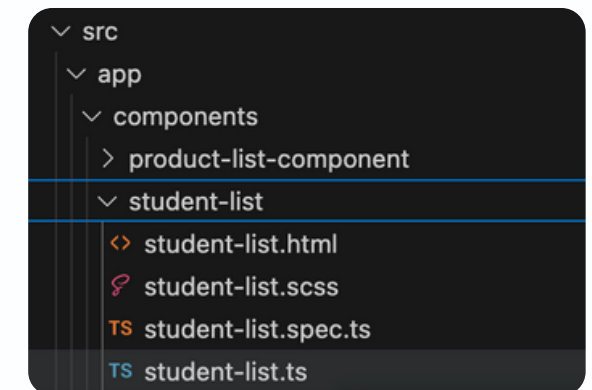 src
app
components
product-list-component
student-list
<> student-list.html
student-list.scss
TS student-list.spec.ts
TS student-list.ts